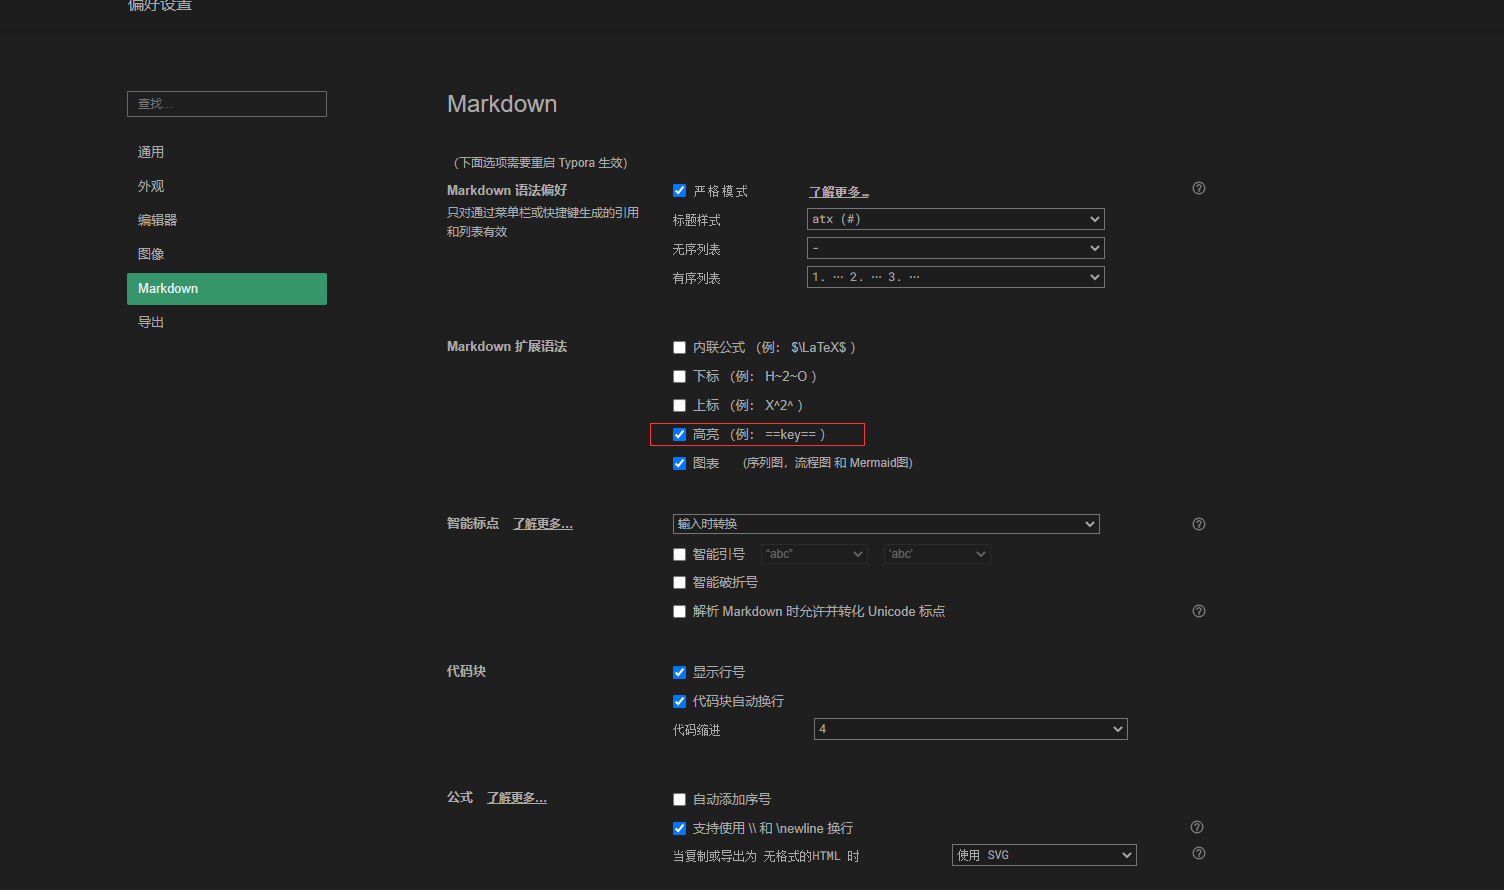 偏好设置
查找...
通用
外观
编辑器
图像
Markdown
导出
Markdown
（下面选项需要重启 Typora 生效）
Markdown 语法偏好
只对通过菜单栏或快捷键生成的引用
和列表有效
严格模式 了解更多...
标题样式 atx (#)
无序列表 -
有序列表 1. ··· 2. ··· 3. ···
Markdown 扩展语法
内联公式 （例： $\LaTeX$ ）
下标 （例： H~2~O ）
上标 （例： X^2^ ）
高亮 （例： ==key== ）
图表 （序列图，流程图 和 Mermaid图）
智能标点 了解更多... 输入时转换
智能引号 “abc” ‘abc’
智能破折号
解析 Markdown 时允许并转化 Unicode 标点
代码块
显示行号
代码块自动换行
代码缩进 4
公式 了解更多...
自动添加序号
支持使用 \\ 和 \newline 换行
当复制或导出为 无格式的HTML 时 使用 SVG